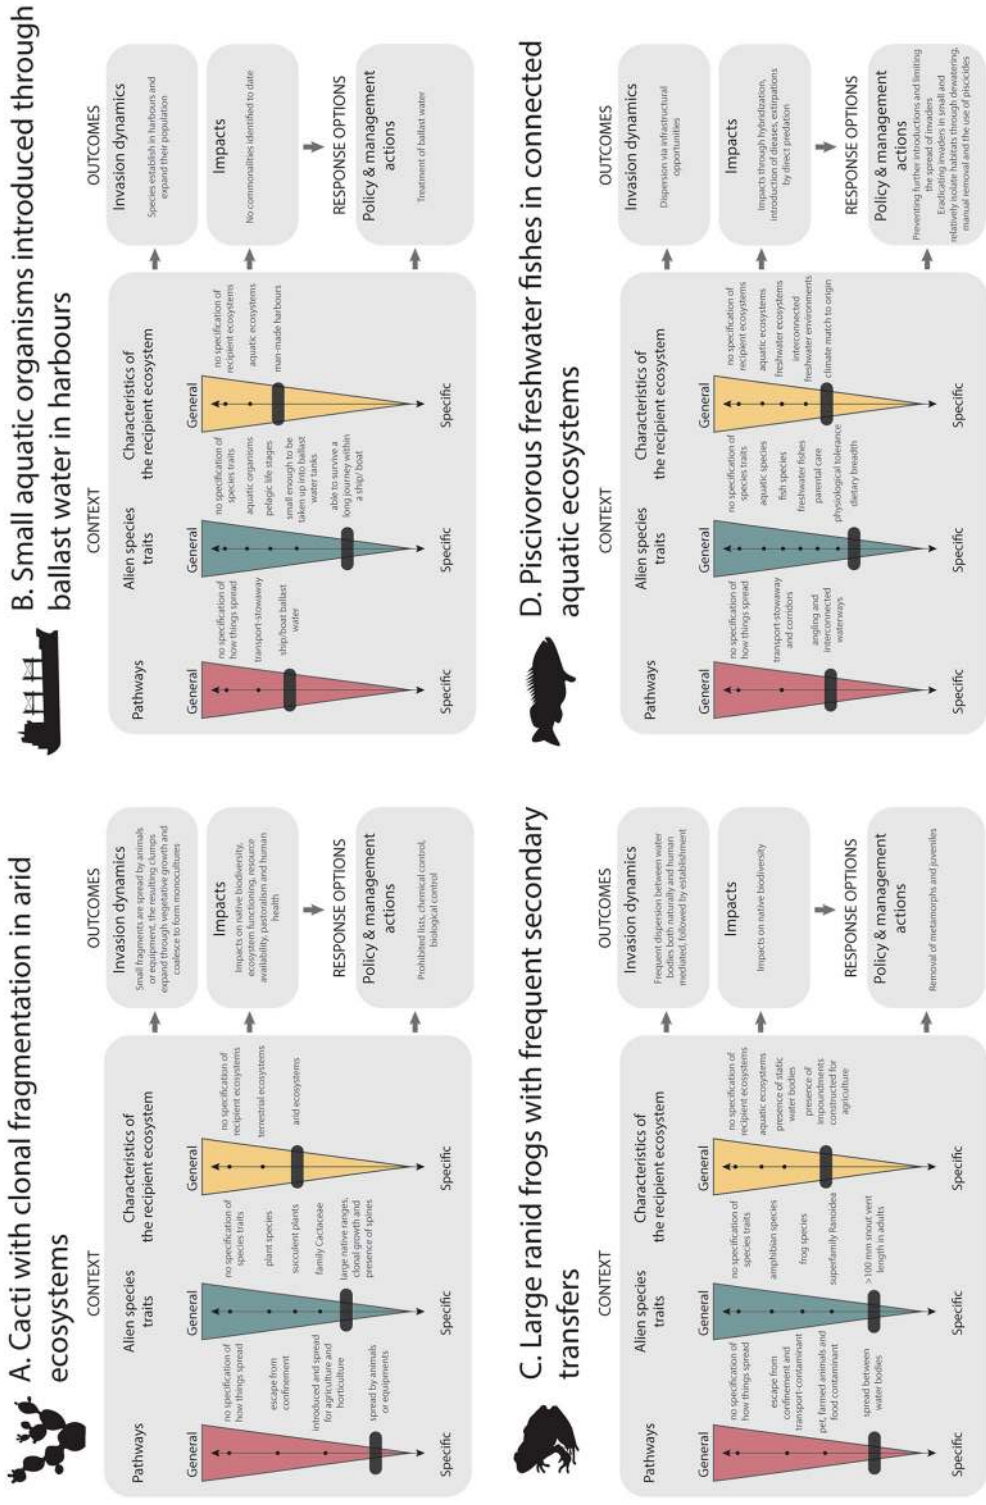 A. Cacti with clonal fragmentation in arid
ecosystems
CONTEXT
Pathways
General
no specification of
how things spread
escape from
confinement
introduced and spread
for agriculture and
horticulture
spread by animals
or equipments
Specific
Alien species
traits
General
no specification of
species traits
plant species
succulent plants
family Cactaceae
large native ranges,
clonal growth and
presence of spines
Specific
Characteristics of
the recipient ecosystem
General
no specification of
recipient ecosystems
terrestrial ecosystems
arid ecosystems
Specific
OUTCOMES
Invasion dynamics
Small fragments are spread by animals
or equipment, the resulting clumps
expand through vegetative growth and
coalesce to form monocultures
Impacts
Impacts on native biodiversity,
ecosystem functioning, resource
availability, pastoralism and human
health
RESPONSE OPTIONS
Policy & management
actions
Prohibited lists, chemical control,
biological control
B. Small aquatic organisms introduced through
ballast water in harbours
CONTEXT
Pathways
General
no specification of
how things spread
transport-stowaway
ship/boat ballast
water
Specific
Alien species
traits
General
no specification of
species traits
aquatic organisms
pelagic life stages
small enough to be
taken up into ballast
water tanks
able to survive a
long journey within
a ship/ boat
Specific
Characteristics of
the recipient ecosystem
General
no specification of
recipient ecosystems
aquatic ecosystems
man-made harbours
Specific
OUTCOMES
Invasion dynamics
Species establish in harbours and
expand their population
Impacts
No commonalities identified to date
RESPONSE OPTIONS
Policy & management
actions
Treatment of ballast water
C. Large ranid frogs with frequent secondary
transfers
CONTEXT
Pathways
General
no specification of
how things spread
escape from
confinement and
transport-contaminant
pet, farmed animals and
food contaminant
spread between
water bodies
Specific
Alien species
traits
General
no specification of
species traits
amphibian species
frog species
superfamily Ranoidea
>100 mm snout vent
length in adults
Specific
Characteristics of
the recipient ecosystem
General
no specification of
recipient ecosystems
aquatic ecosystems
presence of static
water bodies
presence of
impoundments
constructed for
agriculture
Specific
OUTCOMES
Invasion dynamics
Frequent dispersion between water
bodies both naturally and human
mediated, followed by establishment
Impacts
Impacts on native biodiversity
RESPONSE OPTIONS
Policy & management
actions
Removal of metamorphs and juveniles
D. Piscivorous freshwater fishes in connected
aquatic ecosystems
CONTEXT
Pathways
General
no specification of
how things spread
transport-stowaway
and corridors
angling and
interconnected
waterways
Specific
Alien species
traits
General
no specification of
species traits
aquatic species
fish species
freshwater fishes
parental care
physiological tolerance
dietary breadth
Specific
Characteristics of
the recipient ecosystem
General
no specification of
recipient ecosystems
aquatic ecosystems
freshwater ecosystems
interconnected
freshwater environments
climate match to origin
Specific
OUTCOMES
Invasion dynamics
Dispersion via infrastructural
opportunities
Impacts
Impacts through hybridization,
introduction of dieases, extirpations
by direct predation
RESPONSE OPTIONS
Policy & management
actions
Preventing further introductions and limiting
the spread of invaders
Eradicating invaders in small and
relatively isolate habitats through dewatering,
manual removal and the use of piscicides